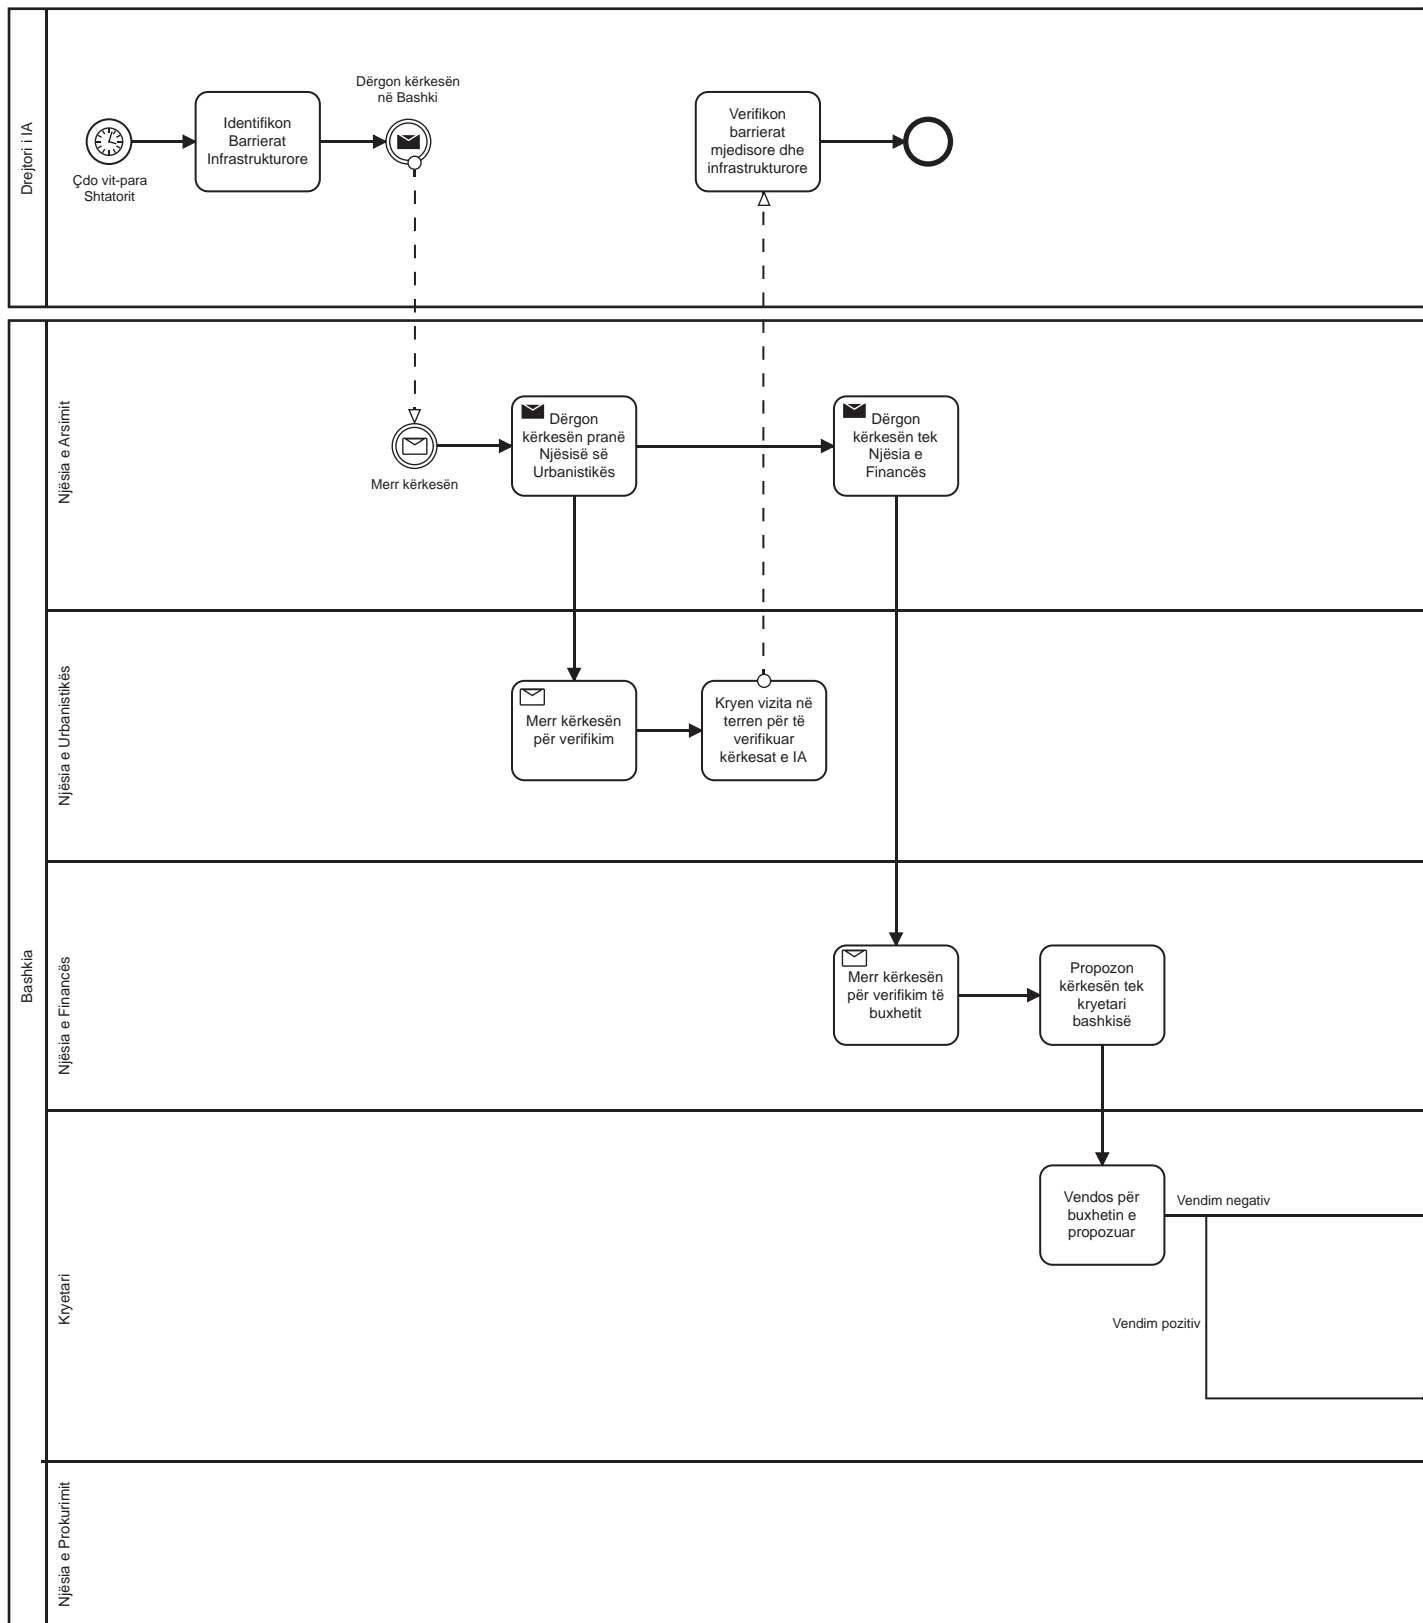 Drejtori i IA
Çdo vit-para
Shtatorit
Identifikon
Barrierat
Infrastrukturore
Dërgon kërkesën
në Bashki
Verifikon
barrierat
mjedisore dhe
infrastrukturore
Bashkia
Njësia e Arsimit
Merr kërkesën
Dërgon
kërkesën pranë
Njësisë së
Urbanistikës
Dërgon
kërkesën tek
Njësia e
Financës
Njësia e Urbanistikës
Merr kërkesën
për verifikim
Kryen vizita në
terren për të
verifikuar
kërkesat e IA
Njësia e Financës
Merr kërkesën
për verifikim të
buxhetit
Propozon
kërkesën tek
kryetari
bashkisë
Kryetari
Vendos për
buxhetin e
propozuar
Vendim negativ
Vendim pozitiv
Njësia e Prokurimit